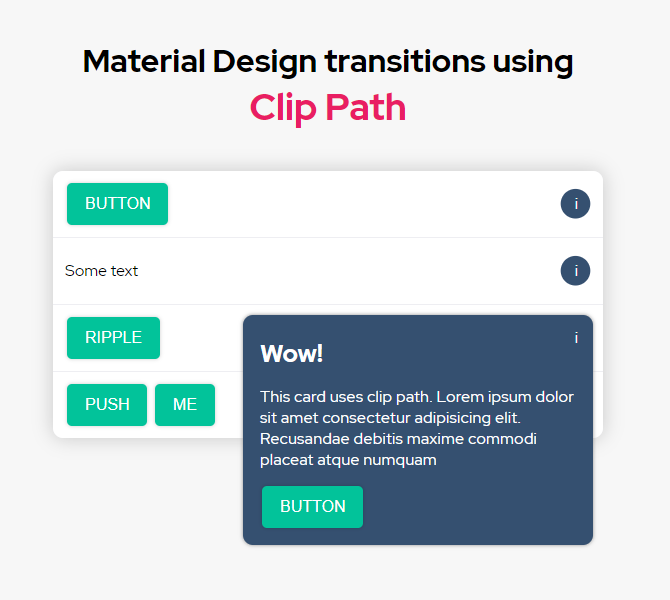 Material Design transitions using
Clip Path
BUTTON
i
Some text
i
RIPPLE
i
Wow!
PUSH
ME
This card uses clip path. Lorem ipsum dolor
sit amet consectetur adipisicing elit.
Recusandae debitis maxime commodi
placeat atque numquam
BUTTON